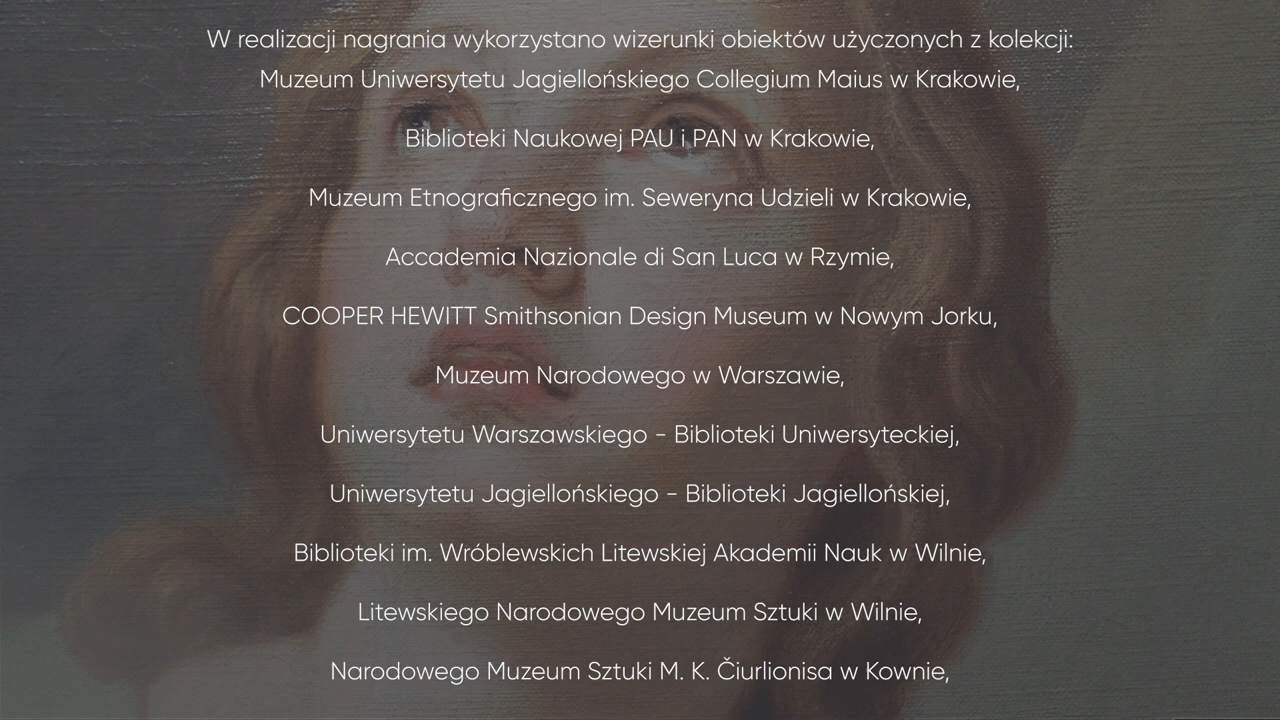 W realizacji nagrania wykorzystano wizerunki obiektów użyczonych z kolekcji:
Muzeum Uniwersytetu Jagiellońskiego Collegium Maius w Krakowie,
Biblioteki Naukowej PAU i PAN w Krakowie,
Muzeum Etnograficznego im. Seweryna Udzieli w Krakowie,
Accademia Nazionale di San Luca w Rzymie,
COOPER HEWITT Smithsonian Design Museum w Nowym Jorku,
Muzeum Narodowego w Warszawie,
Uniwersytetu Warszawskiego - Biblioteki Uniwersyteckiej,
Uniwersytetu Jagiellońskiego - Biblioteki Jagiellońskiej,
Biblioteki im. Wróblewskich Litewskiej Akademii Nauk w Wilnie,
Litewskiego Narodowego Muzeum Sztuki w Wilnie,
Narodowego Muzeum Sztuki M. K. Čiurlionisa w Kownie,